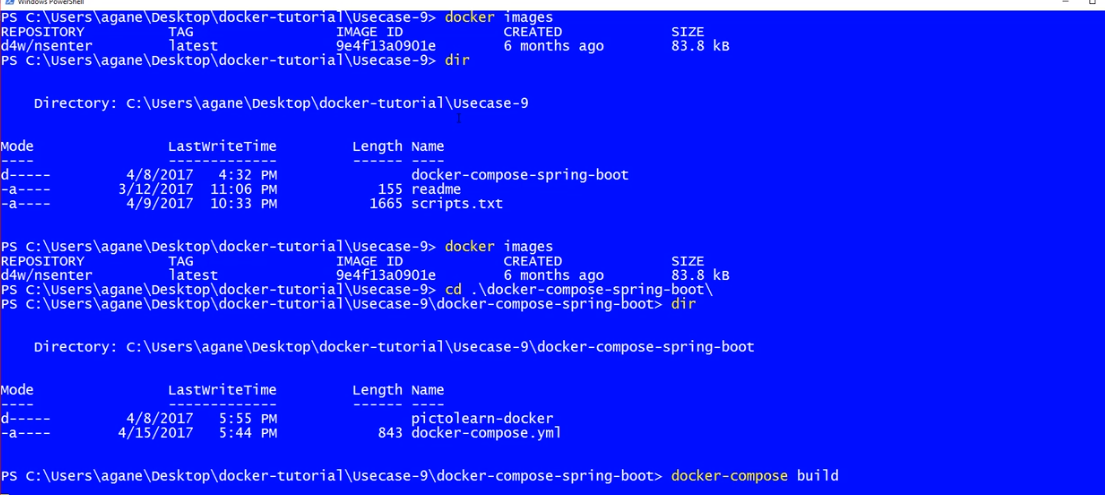 Windows PowerShell
PS C:\Users\agane\Desktop\docker-tutorial\Usecase-9> docker images
REPOSITORY TAG IMAGE ID CREATED SIZE
d4w/nsenter latest 9e4f13a0901e 6 months ago 83.8 kB
PS C:\Users\agane\Desktop\docker-tutorial\Usecase-9> dir
Directory: C:\Users\agane\Desktop\docker-tutorial\Usecase-9
Mode LastWriteTime Length Name
---- ------------- ------ ----
d----- 4/8/2017 4:32 PM docker-compose-spring-boot
-a---- 3/12/2017 11:06 PM 155 readme
-a---- 4/9/2017 10:33 PM 1665 scripts.txt
PS C:\Users\agane\Desktop\docker-tutorial\Usecase-9> docker images
REPOSITORY TAG IMAGE ID CREATED SIZE
d4w/nsenter latest 9e4f13a0901e 6 months ago 83.8 kB
PS C:\Users\agane\Desktop\docker-tutorial\Usecase-9> cd .\docker-compose-spring-boot\
PS C:\Users\agane\Desktop\docker-tutorial\Usecase-9\docker-compose-spring-boot> dir
Directory: C:\Users\agane\Desktop\docker-tutorial\Usecase-9\docker-compose-spring-boot
Mode LastWriteTime Length Name
---- ------------- ------ ----
d----- 4/8/2017 5:55 PM pictolearn-docker
-a---- 4/15/2017 5:44 PM 843 docker-compose.yml
PS C:\Users\agane\Desktop\docker-tutorial\Usecase-9\docker-compose-spring-boot> docker-compose build